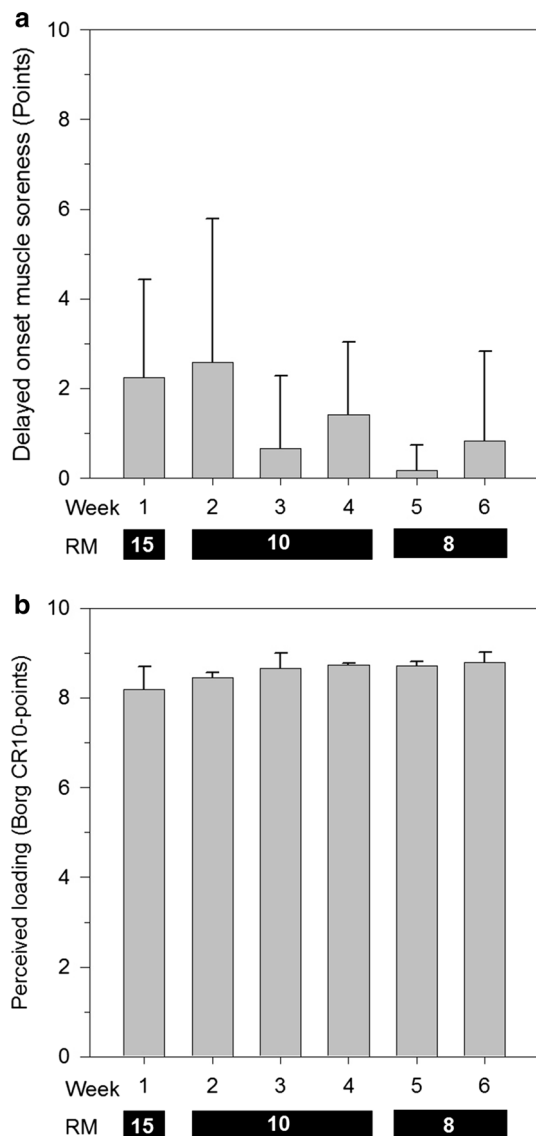 a
Delayed onset muscle soreness (Points)
10
8
6
4
2
0
Week 1 2 3 4 5 6
RM 15 10 8
b
Perceived loading (Borg CR10-points)
10
8
6
4
2
0
Week 1 2 3 4 5 6
RM 15 10 8